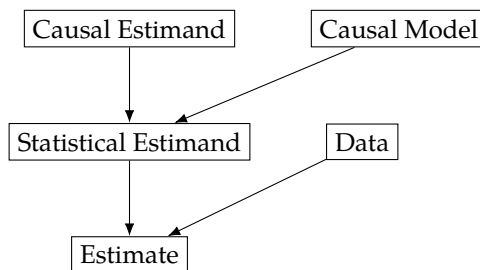 Causal Estimand
Causal Model
Statistical Estimand
Data
Estimate